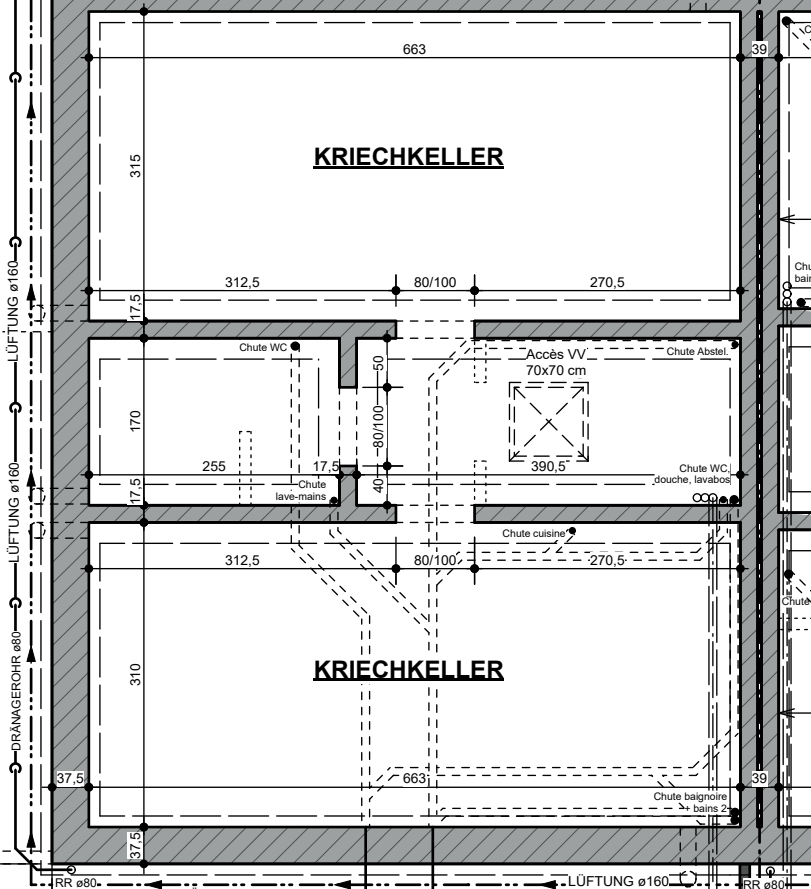 663
39
C
KRIECHKELLER
315
312,5
80/100
270,5
17,5
LÜFTUNG ø160
Chu
bain
Chute WC
Accès VV
70x70 cm
Chute Abstel.
50
170
80/100
255
17,5
390,5
40
Chute
lave-mains
Chute WC,
douche, lavabos
17,5
LÜFTUNG ø160
Chute cuisine
312,5
80/100
270,5
Chute
KRIECHKELLER
310
DRÄNAGEROHR ø80
37,5
663
39
Chute baignoire
+ bains 2
37,5
RR ø80
LÜFTUNG ø160
RR ø80